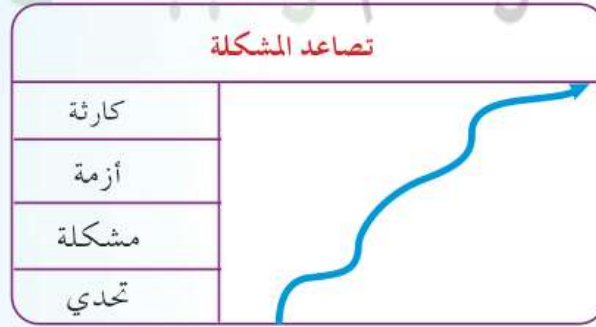 تصاعد المشكلة
كارثة
أزمة
مشكلة
تحدي